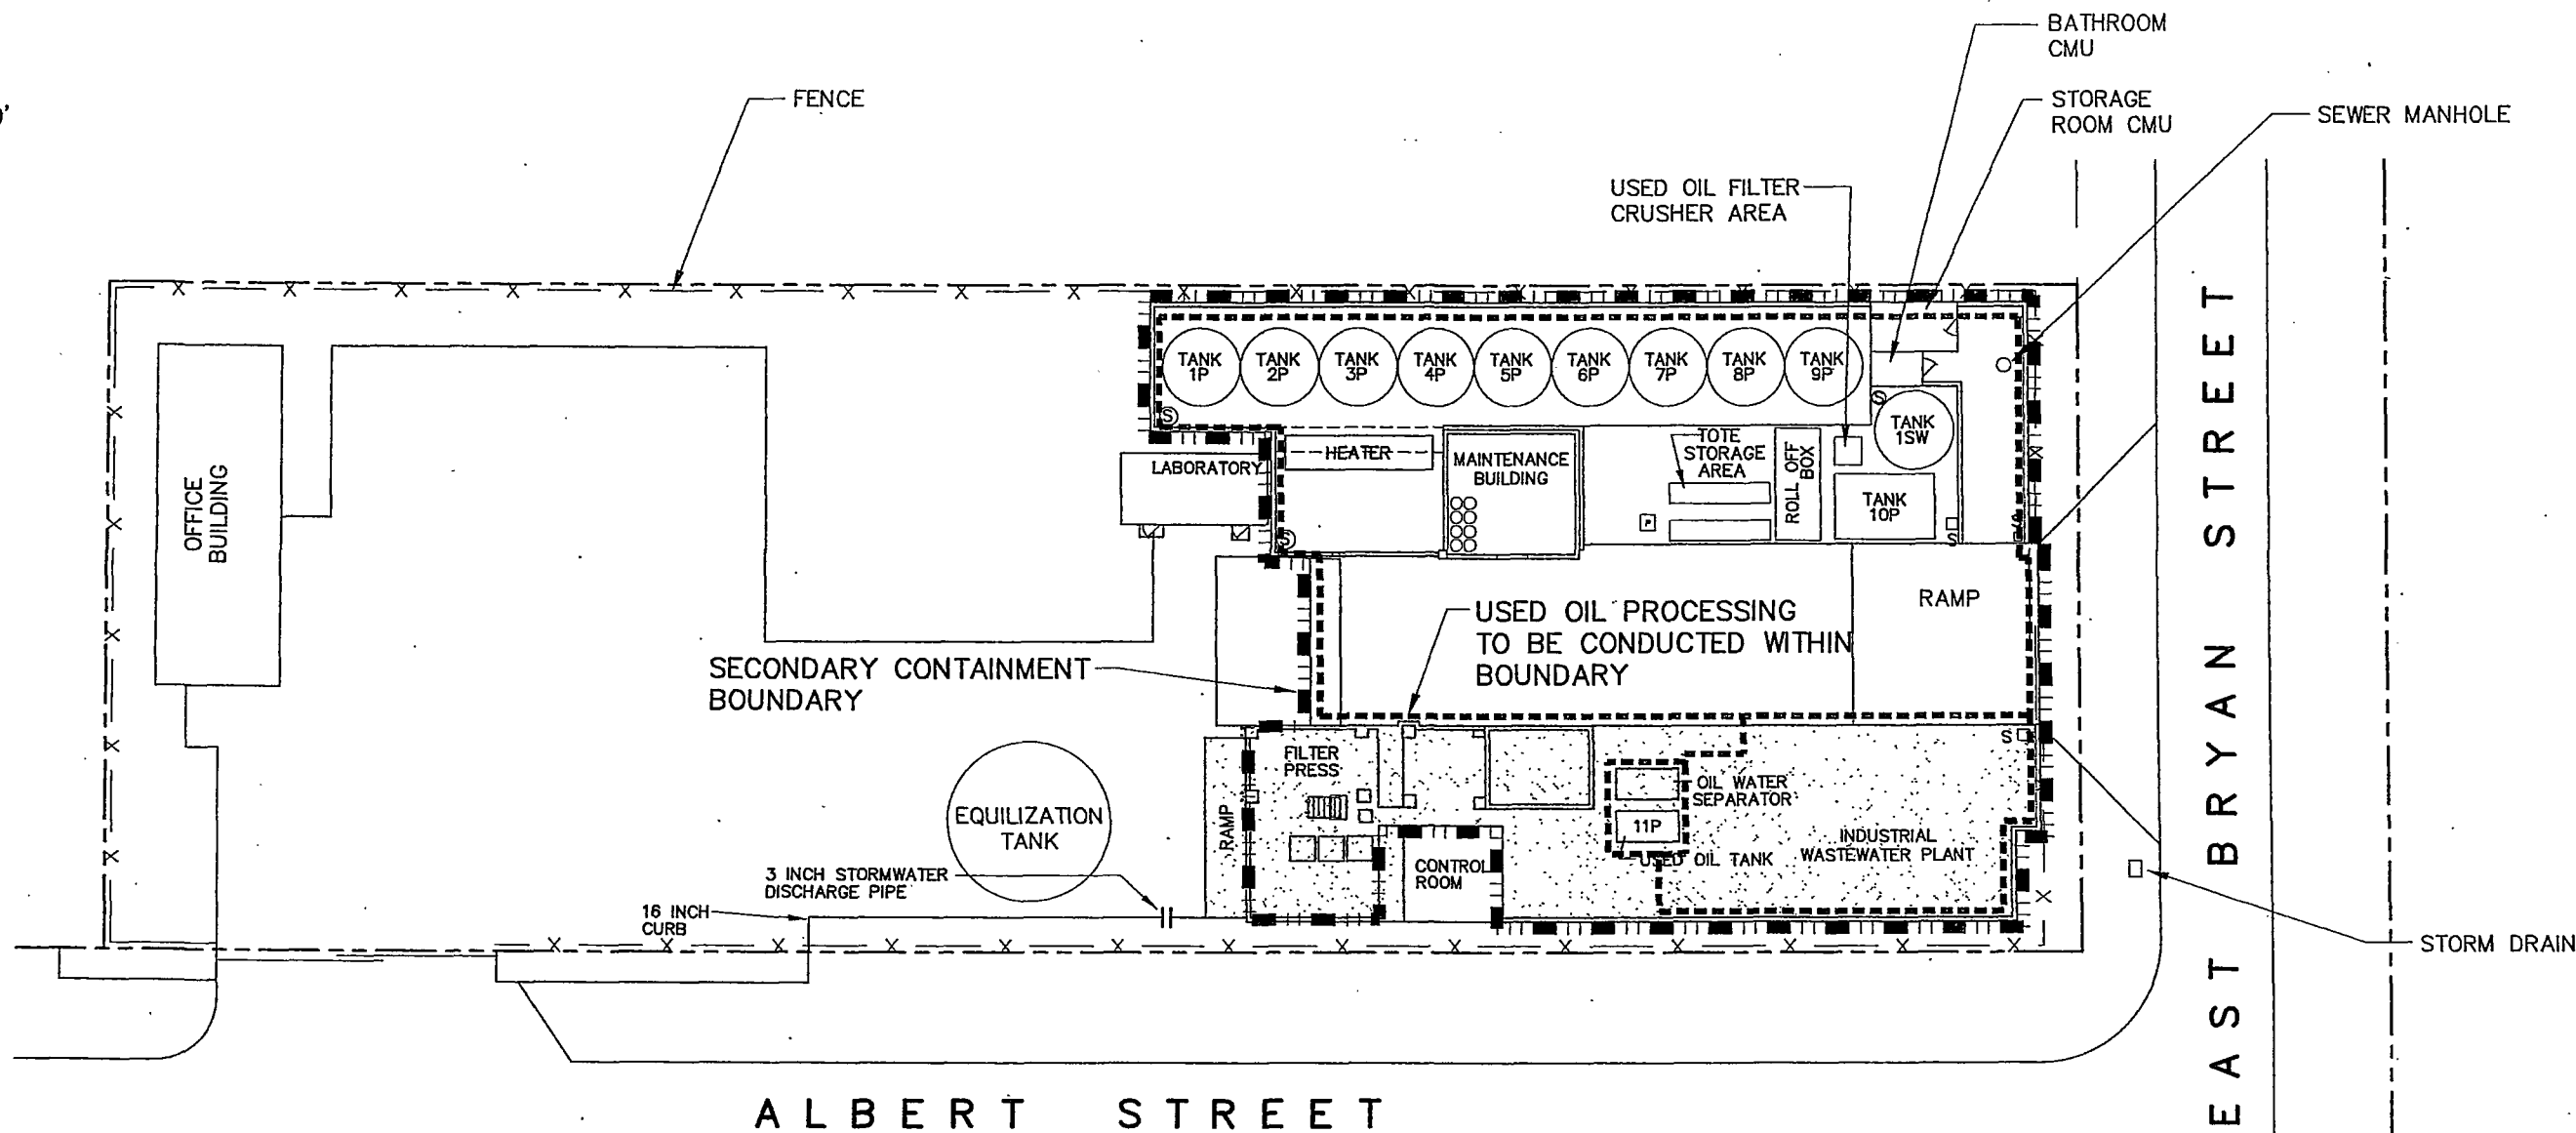 BATHROOM
CMU
FENCE
STORAGE
ROOM CMU
SEWER MANHOLE
USED OIL FILTER
CRUSHER AREA
TANK
1P
TANK
2P
TANK
3P
TANK
4P
TANK
5P
TANK
6P
TANK
7P
TANK
8P
TANK
9P
S
S
TANK
1SW
LABORATORY
HEATER
MAINTENANCE
BUILDING
TOTE
STORAGE
AREA
ROLL OFF
BOX
TANK
10P
P
S
S
OFFICE
BUILDING
RAMP
USED OIL PROCESSING
TO BE CONDUCTED WITHIN
BOUNDARY
SECONDARY CONTAINMENT
BOUNDARY
FILTER
PRESS
S
OIL WATER
SEPARATOR
11P
USED OIL TANK
INDUSTRIAL
WASTEWATER PLANT
RAMP
EQUILIZATION
TANK
CONTROL
ROOM
3 INCH STORMWATER
DISCHARGE PIPE
16 INCH
CURB
STORM DRAIN
ALBERT STREET
EAST BRYAN STREET